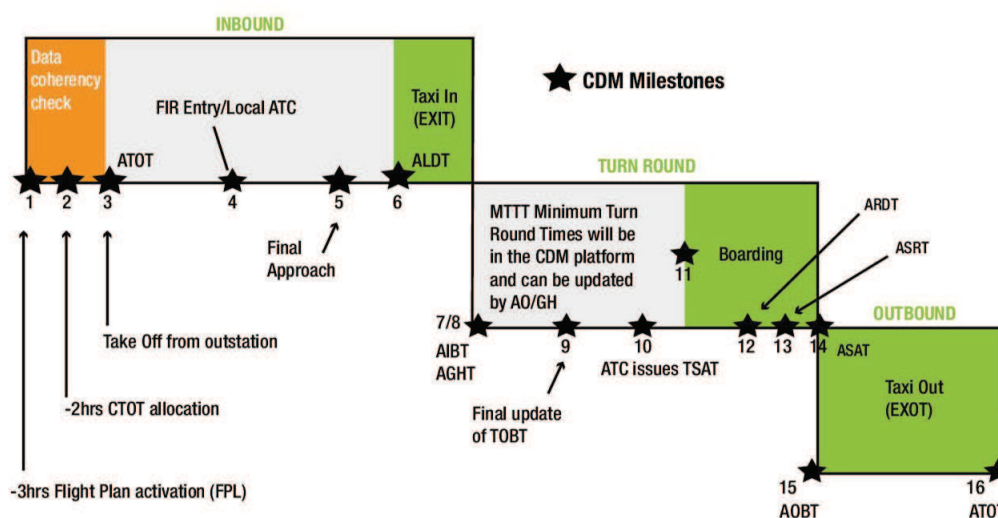 INBOUND
Data
coherency
check
FIR Entry/Local ATC
Taxi In
(EXIT)
CDM Milestones
ATOT
ALDT
1
2
3
4
5
6
Final
Approach
Take Off from outstation
-2hrs CTOT allocation
-3hrs Flight Plan activation (FPL)
TURN ROUND
MTTT Minimum Turn
Round Times will be
in the CDM platform
and can be updated
by AO/GH
11
Boarding
ARDT
ASRT
7/8
AIBT
AGHT
9
10
12
13
14
Final update
of TOBT
ATC issues TSAT
OUTBOUND
ASAT
Taxi Out
(EXOT)
15
AOBT
16
ATOT